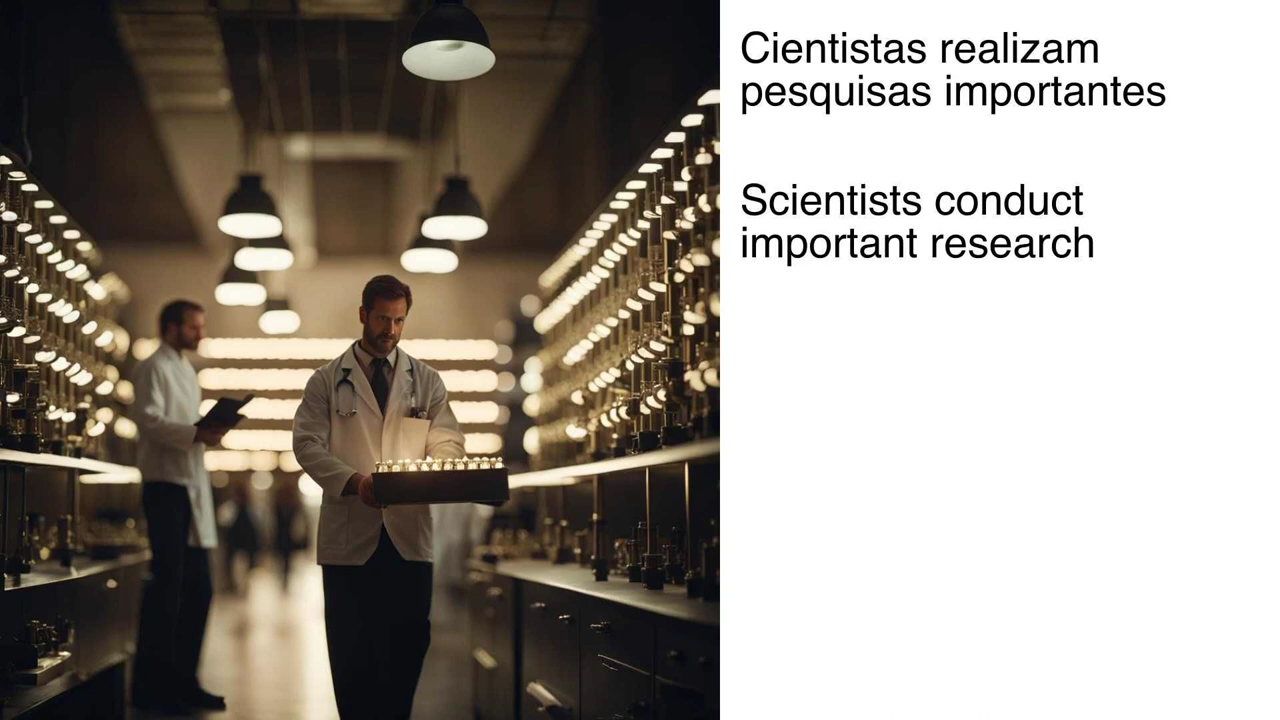 Cientistas realizam
pesquisas importantes
Scientists conduct
important research